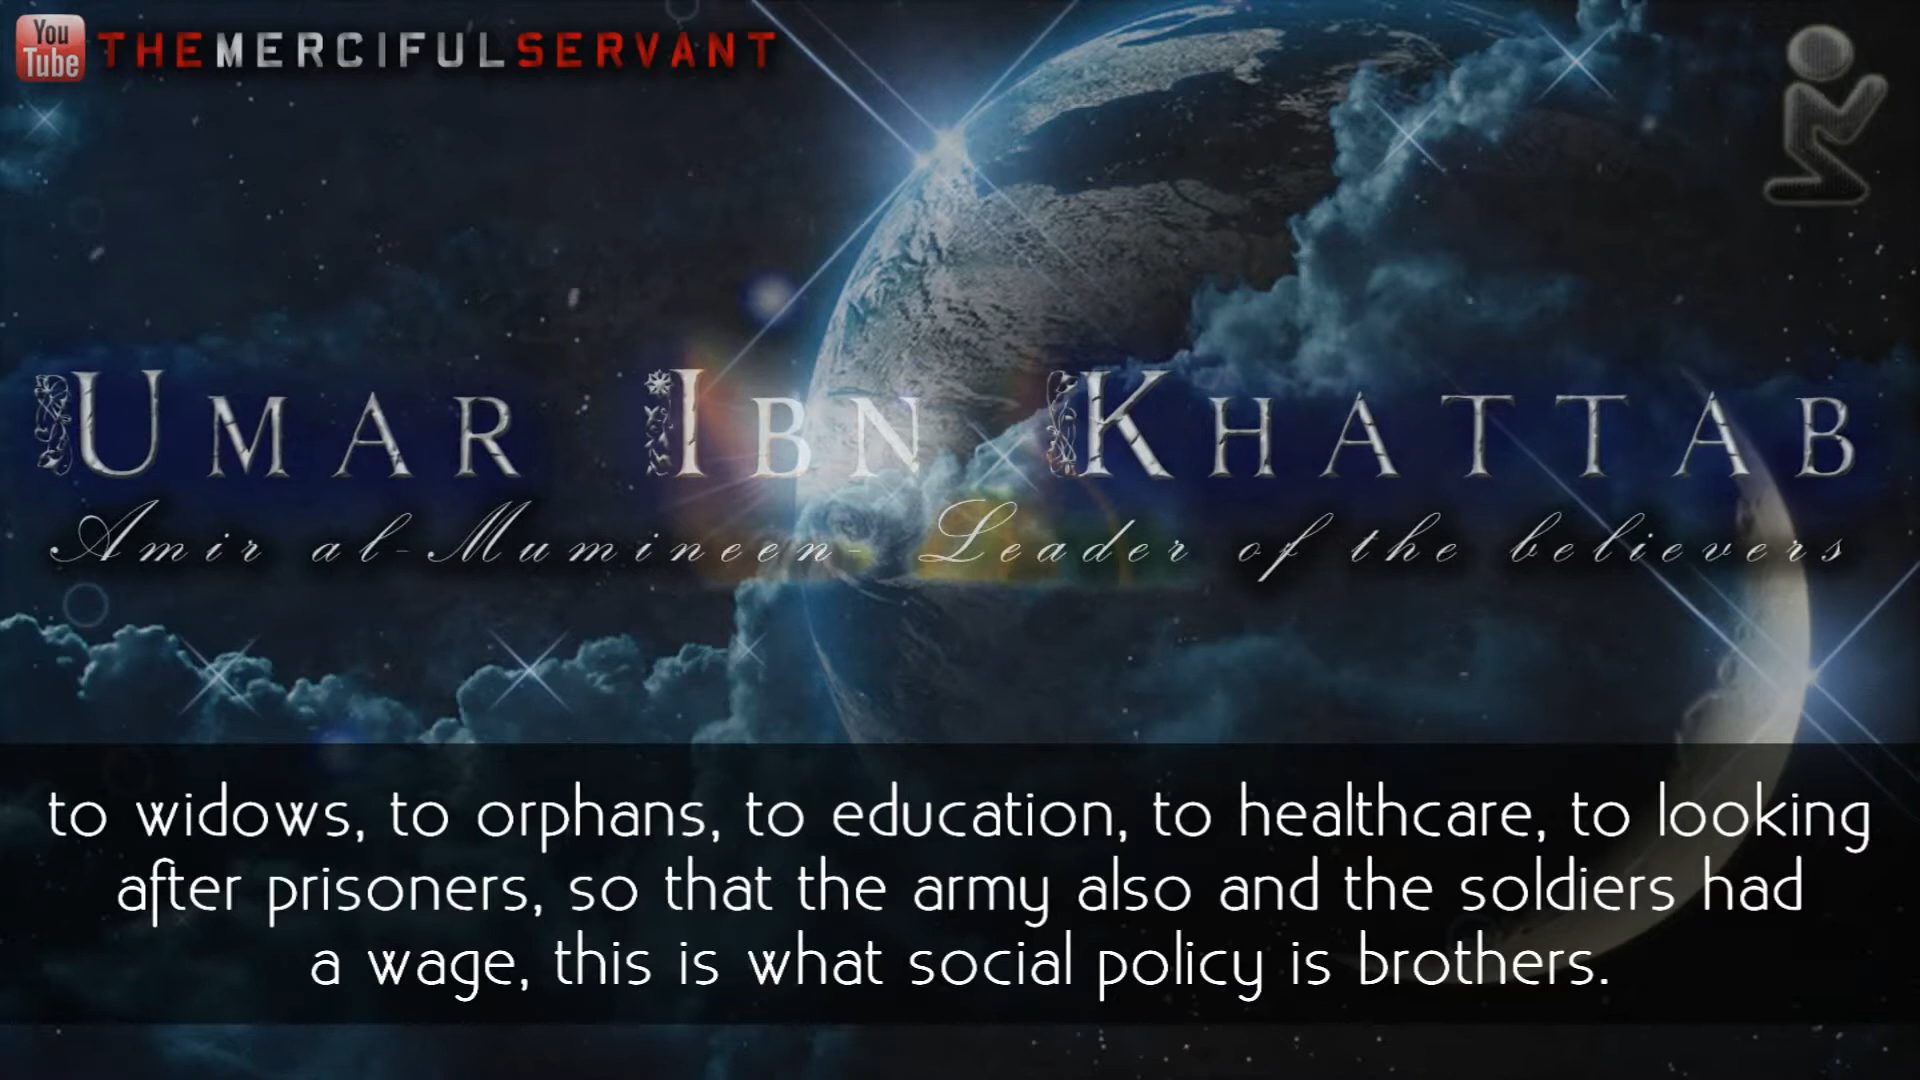 You
Tube
THEMERCIFULSERVANT
Umar Ibn Khattab
Amir al-Mumineen- Leader of the believers
to widows, to orphans, to education, to healthcare, to looking
after prisoners, so that the army also and the soldiers had
a wage, this is what social policy is brothers.